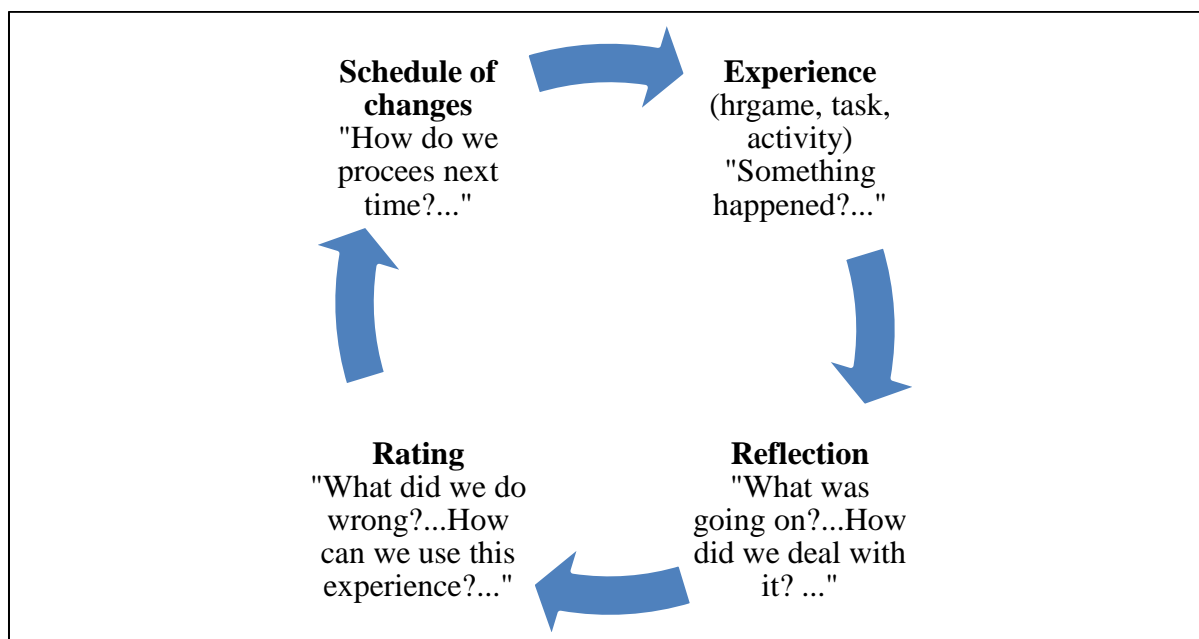 Schedule of
changes
"How do we
procees next
time?..."
Experience
(hrgame, task,
activity)
"Something
happened?..."
Rating
"What did we do
wrong?...How
can we use this
experience?..."
Reflection
"What was
going on?...How
did we deal with
it? ..."